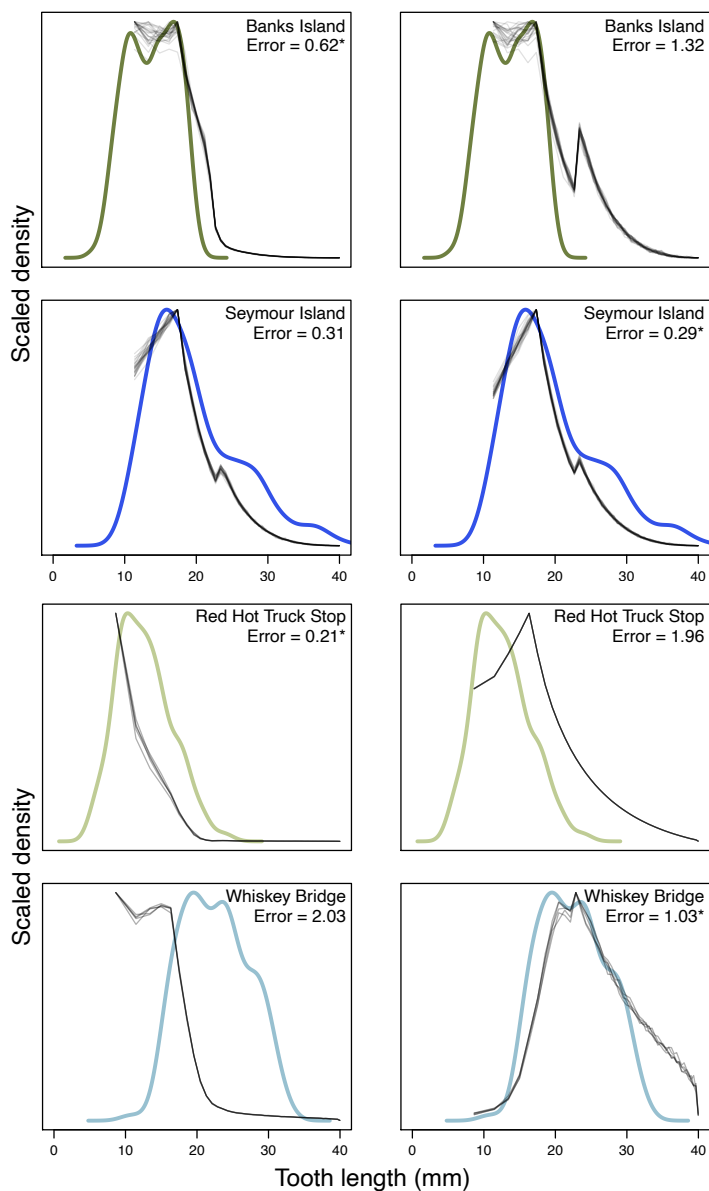 Banks Island
Error = 0.62*
Banks Island
Error = 1.32
Scaled density
Seymour Island
Error = 0.31
Seymour Island
Error = 0.29*
0 10 20 30 40
0 10 20 30 40
Red Hot Truck Stop
Error = 0.21*
Red Hot Truck Stop
Error = 1.96
Scaled density
Whiskey Bridge
Error = 2.03
Whiskey Bridge
Error = 1.03*
0 10 20 30 40
0 10 20 30 40
Tooth length (mm)